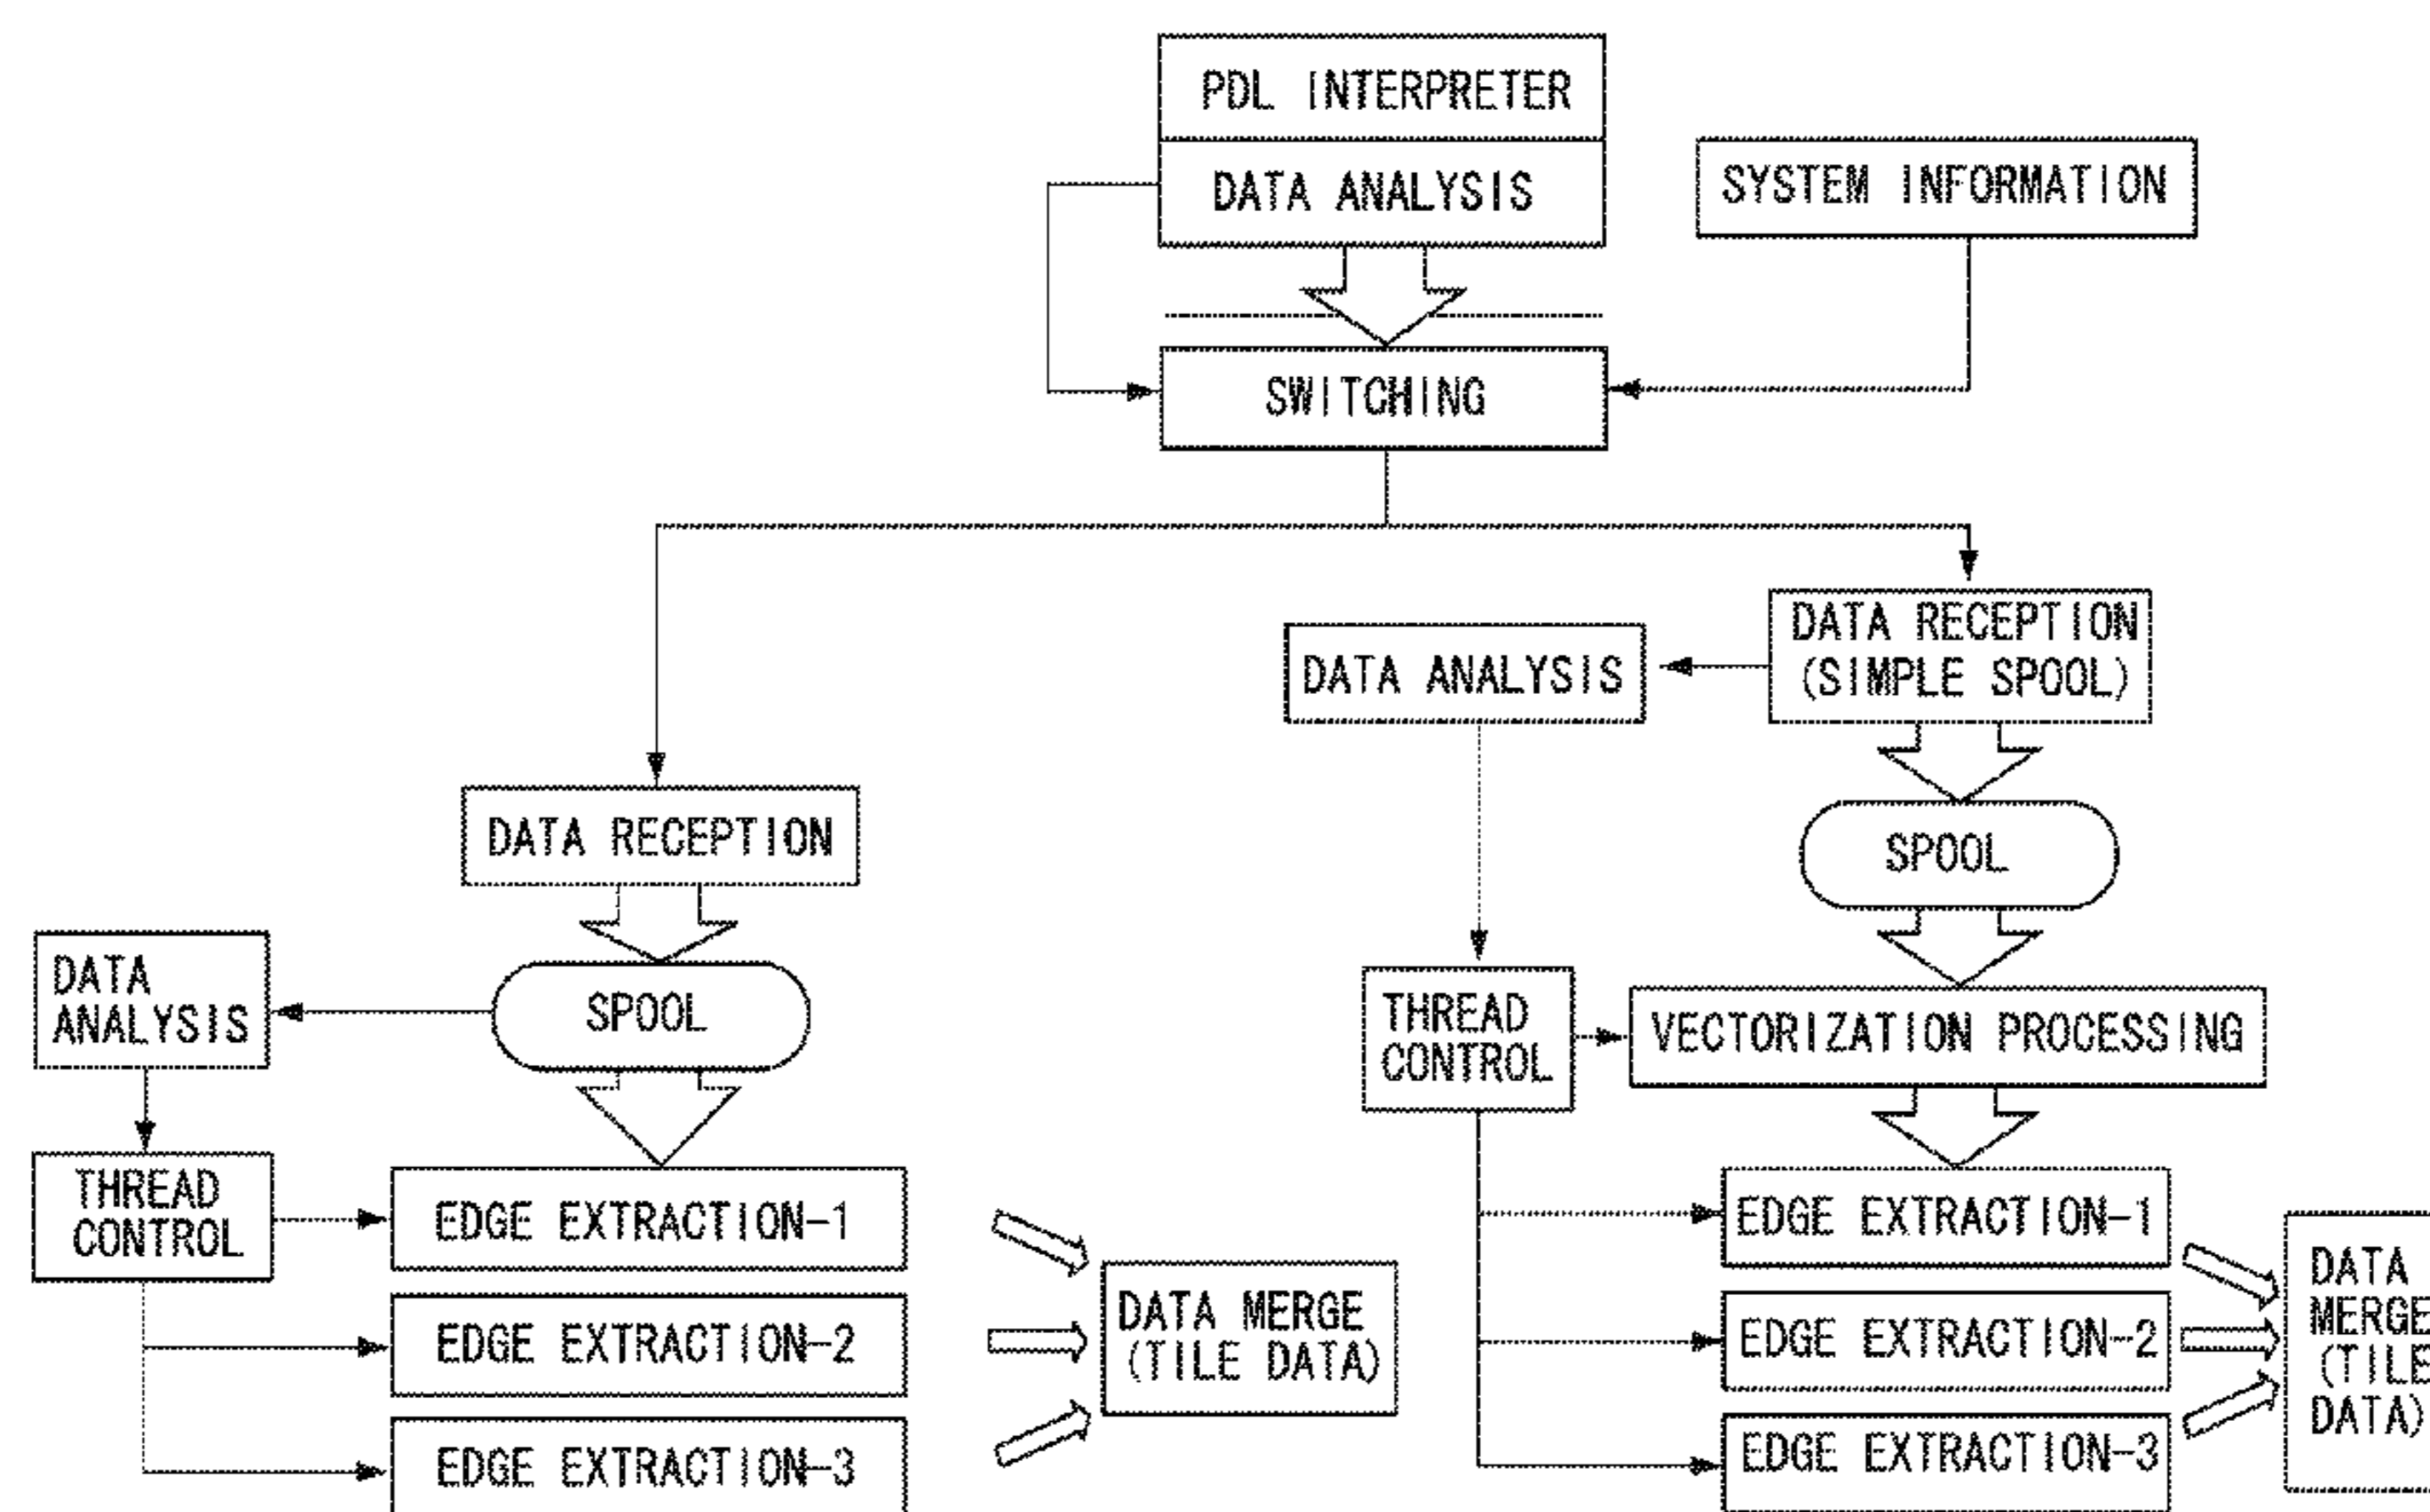 PDL INTERPRETER
DATA ANALYSIS
SYSTEM INFORMATION
SWITCHING
DATA RECEPTION
(SIMPLE SPOOL)
DATA ANALYSIS
SPOOL
DATA RECEPTION
SPOOL
DATA
ANALYSIS
THREAD
CONTROL
VECTORIZATION PROCESSING
THREAD
CONTROL
EDGE EXTRACTION-1
EDGE EXTRACTION-2
EDGE EXTRACTION-3
DATA MERGE
(TILE DATA)
EDGE EXTRACTION-1
EDGE EXTRACTION-2
EDGE EXTRACTION-3
DATA
MERGE
(TILE
DATA)